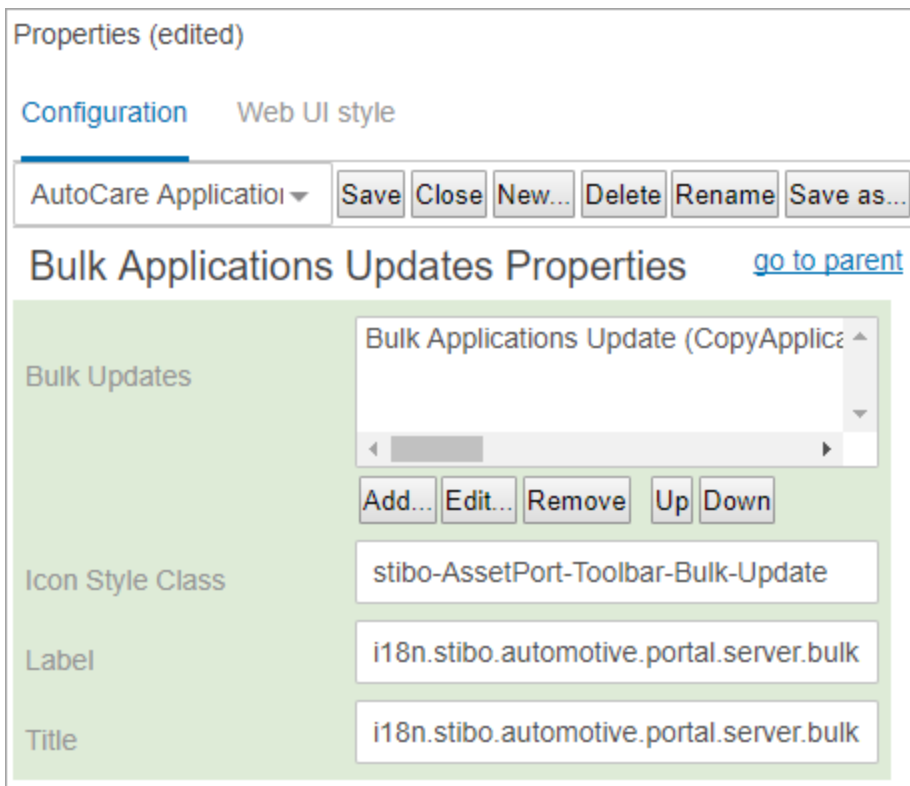 Properties (edited)
Configuration Web UI style
AutoCare Application Save Close New... Delete Rename Save as...
Bulk Applications Updates Properties go to parent
Bulk Applications Update (CopyApplica
Bulk Updates
Add... Edit... Remove Up Down
Icon Style Class stibo-AssetPort-Toolbar-Bulk-Update
Label i18n.stibo.automotive.portal.server.bulk
Title i18n.stibo.automotive.portal.server.bulk